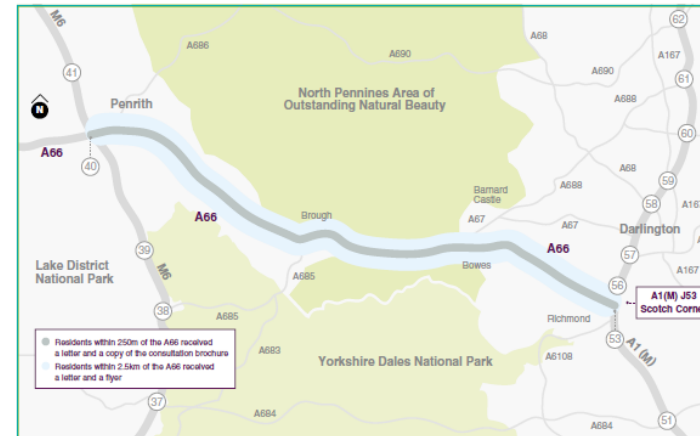 M6
A686
A68
62
A690
A167
41
61
A690
North Pennines Area of
Outstanding Natural Beauty
A688
Penrith
N
60
A66
40
A68
59
Barnard
Castle
A688
58
A66
Brough
A67
A67
Darlington
A66
39
57
Lake District
National Park
M6
A685
Bowes
A167
56
A1(M) J53
Scotch Corne
38
A685
Richmond
53
Residents within 250m of the A66 received
a letter and a copy of the consultation brochure
A683
Yorkshire Dales National Park
A6108
A1 (M)
Residents within 2.5km of the A66 received
a letter and a flyer
37
A684
A684
51